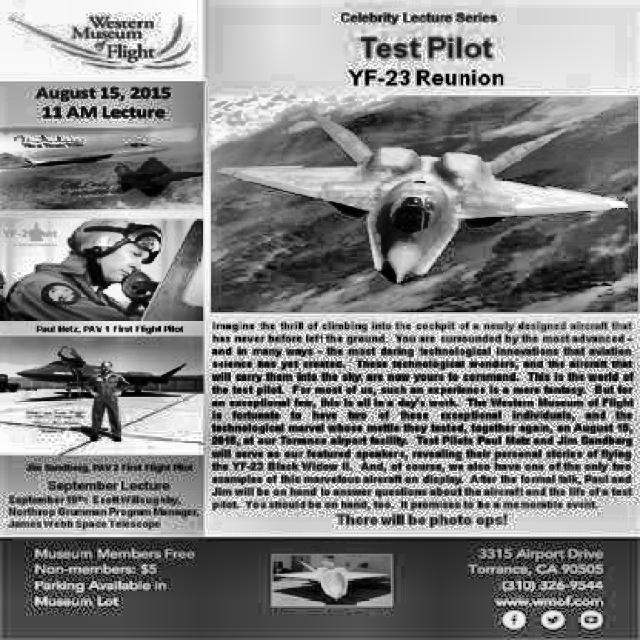 Western
Museum
of
Flight
Celebrity Lecture Series
Test Pilot
YF-23 Reunion
August 15, 2015
11 AM Lecture
Paul Metz, PAV 1 First Flight Pilot
Jim Sandberg, PAV 2 First Flight Pilot
September Lecture
September 19th: Scott Willoughby,
Northrop Grumman Program Manager,
James Webb Space Telescope
Imagine the thrill of climbing into the cockpit of a newly designed aircraft that
has never before left the ground. You are surrounded by the most advanced -
and in many ways - the most daring technological innovations that aviation
science has yet created. These technological wonders, and the aircraft that
will carry them into the sky are now yours to command. This is the world of
the test pilot. For most of us, such an experience is a mere fantasy. But for
an exceptional few, this is all in a day's work. The Western Museum of Flight
is fortunate to have two of these exceptional individuals, and the
technological marvel whose mettle they tested, together again on August 15,
2015, at our Torrance airport facility. Test Pilots Paul Metz and Jim Sandberg
will serve as our featured speakers, revealing their personal stories of flying
the YF-23 Black Widow II. And, of course, we also have one of the only two
examples of this marvelous aircraft on display. After the formal talk, Paul and
Jim will be on hand to answer questions about the aircraft and the life of a test
pilot. You should be on hand, too. It promises to be a memorable event.
There will be photo ops!
Museum Members Free
Non-members: $5
Parking Available in
Museum Lot
3315 Airport Drive
Torrance, CA 90505
(310) 326-9544
www.wmof.com